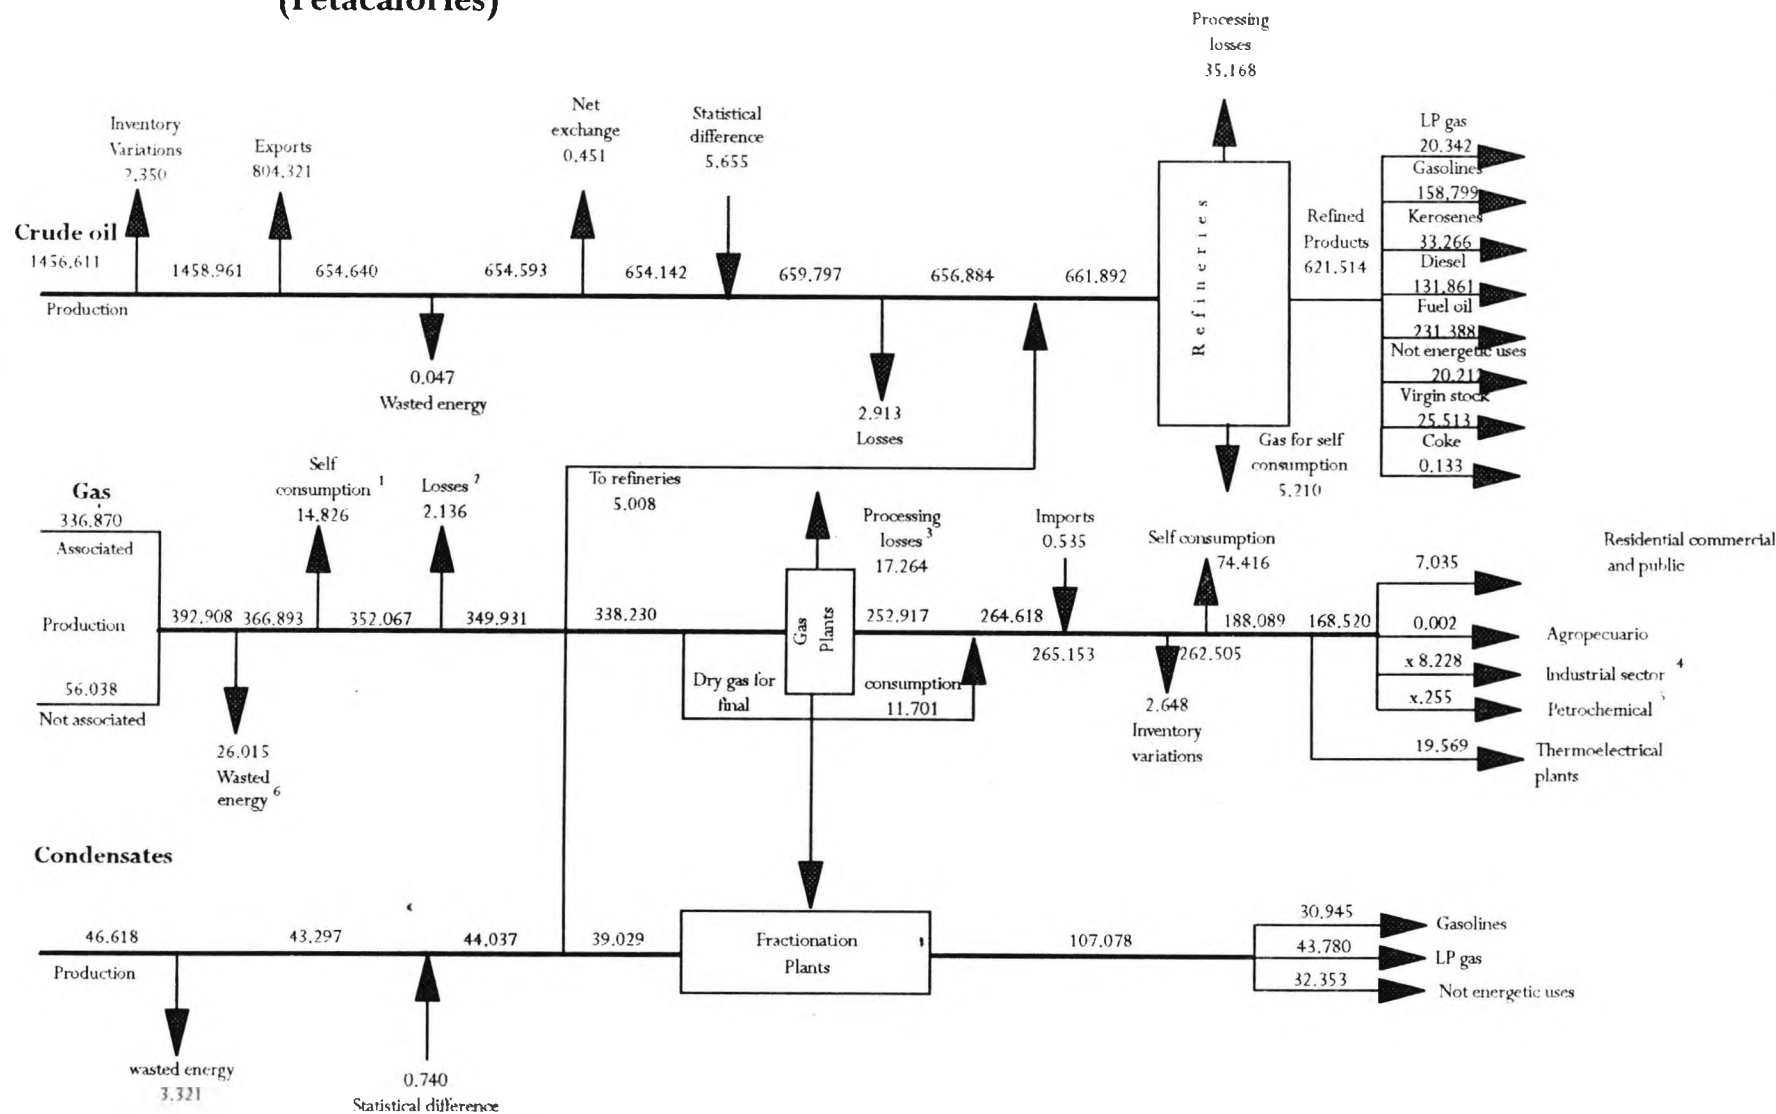 (Petacalories)
Processing
losses
35.168
Inventory
Variations
2.350
Exports
804.321
Net
exchange
0.451
Statistical
difference
5.655
Crude oil
1456.611
1458.961
654.640
654.593
654.142
659.797
656.884
661.892
Production
0.047
Wasted energy
2.913
Losses
Refineries
Refined
Products
621.514
LP gas
20.342
Gasolines
158,799
Kerosenes
33.266
Diesel
131.861
Fuel oil
231.388
Not energetic uses
20.212
Virgin stock
25.513
Coke
0.133
Gas for self
consumption
5.210
Gas
336.870
Associated
Self
consumption 1
14.826
Losses 2
2.136
To refineries
5.008
Processing
losses 3
17.264
Imports
0.535
Self consumption
74.416
Residential commercial
and public
7.035
Production
392.908
366.893
352.067
349.931
338.230
Gas
Plants
252.917
264.618
265.153
262.505
188.089
168.520
0.002
Agropecuario
x 8.228
Industrial sector 4
x.255
Petrochemical
19.569
Thermoelectrical
plants
56.038
Not associated
26.015
Wasted
energy 6
Dry gas for
final
consumption
11.701
2.648
Inventory
variations
Condensates
46.618
43.297
44.037
39.029
Production
Fractionation
Plants
107.078
30.945
Gasolines
43.780
LP gas
32.353
Not energetic uses
wasted energy
3.321
0.740
Statistical difference